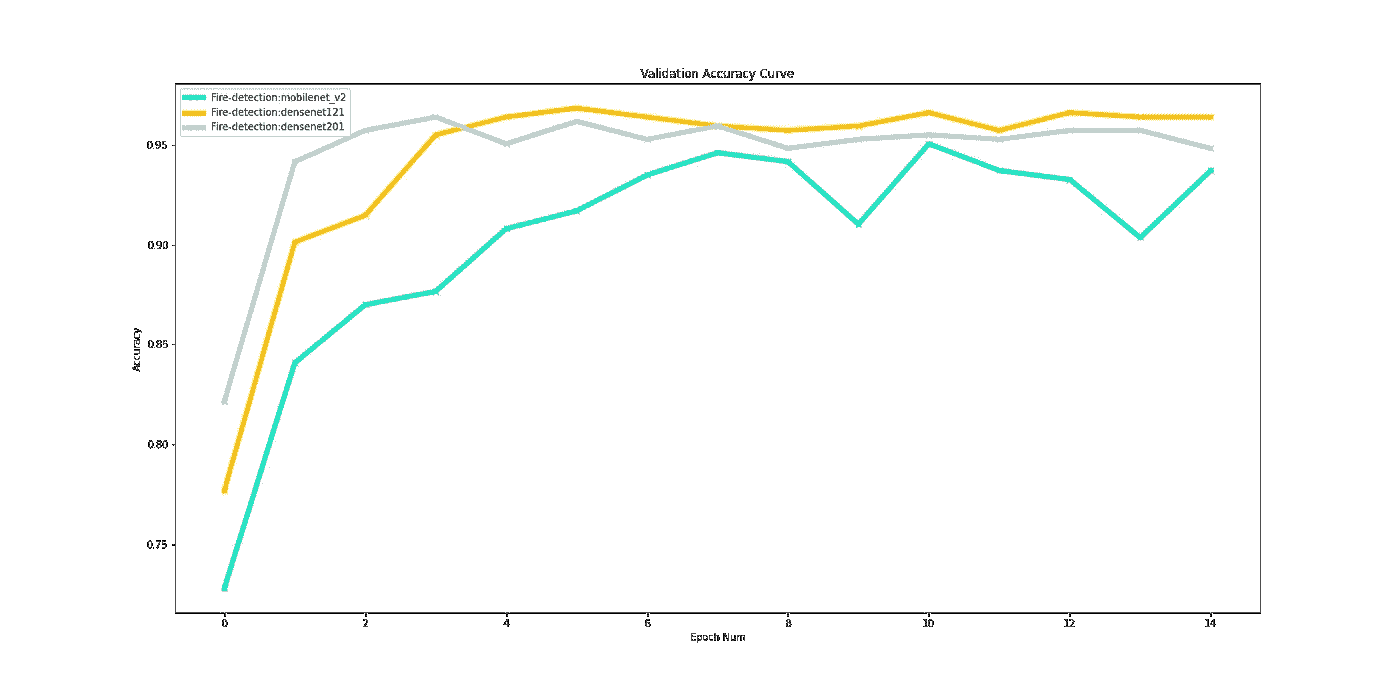 Validation Accuracy Curve
Fire-detection:mobilenet_v2
Fire-detection:densenet121
Fire-detection:densenet201
0.95
0.90
0.85
0.80
0.75
Accuracy
0 2 4 6 8 10 12 14
Epoch Num